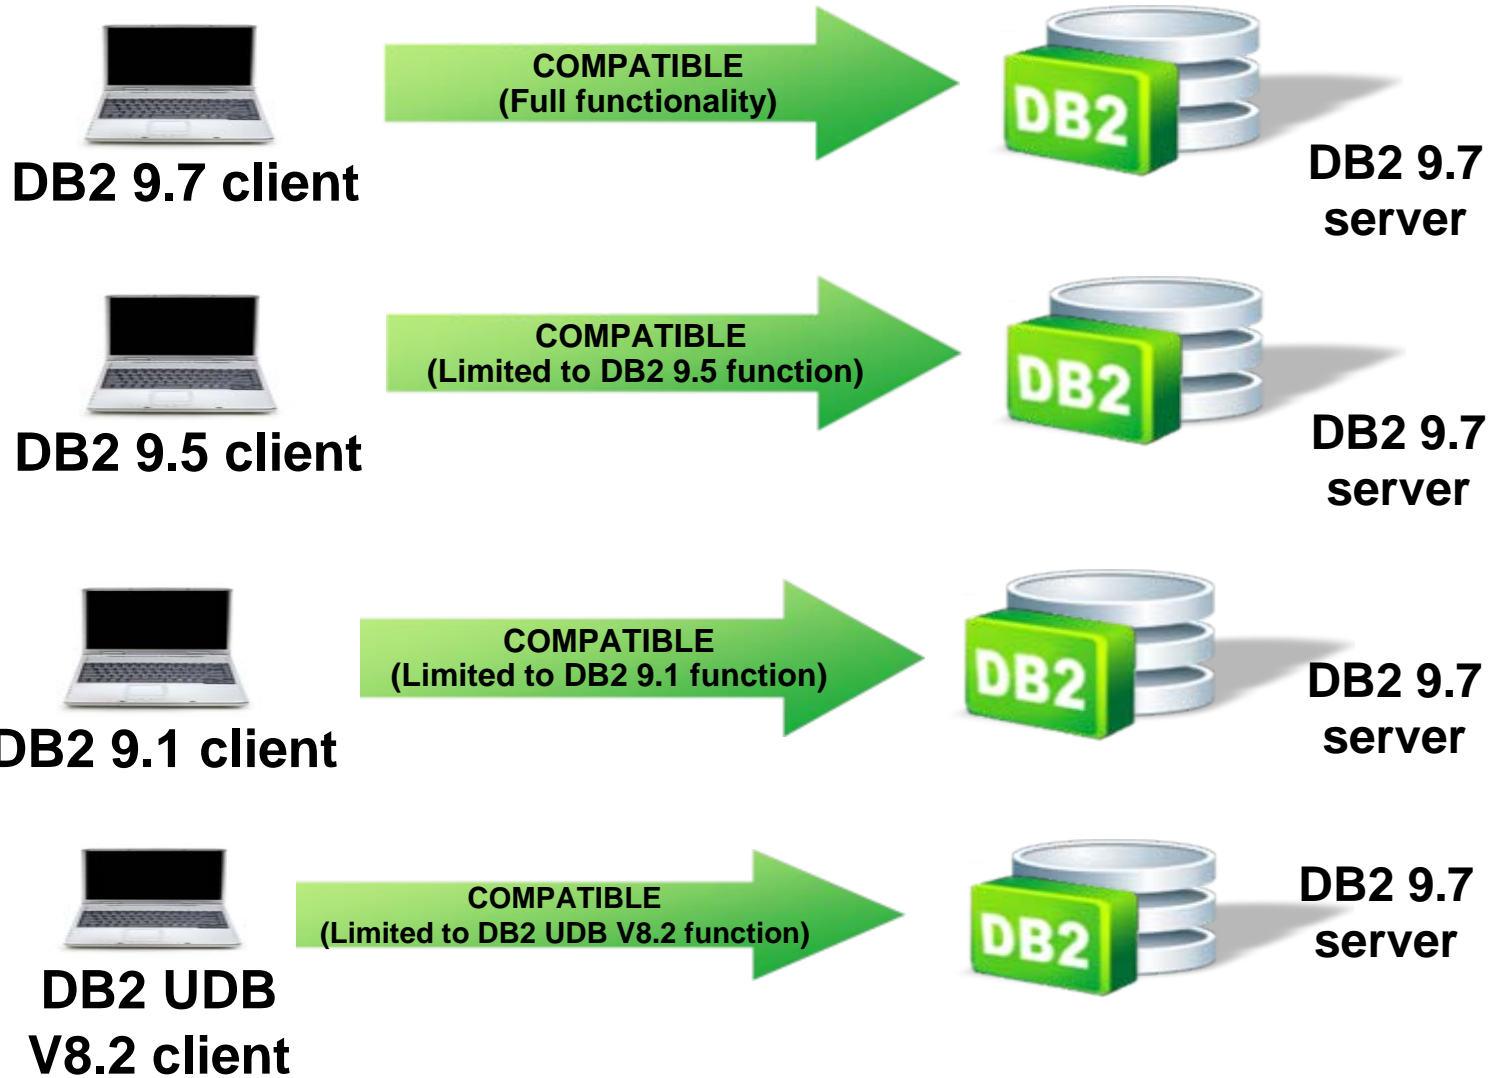 COMPATIBLE
(Full functionality)
DB2
DB2 9.7 client
DB2 9.7
server
COMPATIBLE
(Limited to DB2 9.5 function)
DB2
DB2 9.5 client
DB2 9.7
server
COMPATIBLE
(Limited to DB2 9.1 function)
DB2
DB2 9.1 client
DB2 9.7
server
COMPATIBLE
(Limited to DB2 UDB V8.2 function)
DB2
DB2 9.7
server
DB2 UDB
V8.2 client